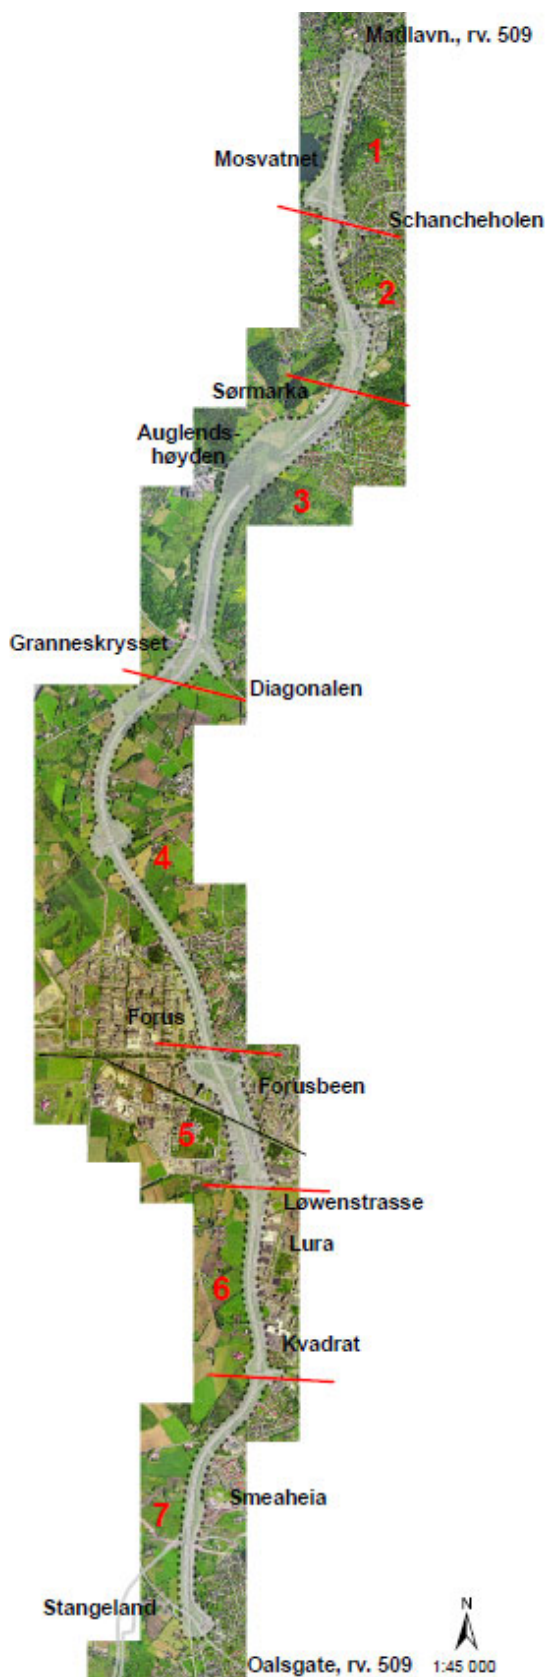 Madlavn., rv. 509
1
Mosvatnet
Schancheholen
2
Sørmarka
Auglends-
høyden
3
Granneskrysset
Diagonalen
4
Forus
Forusbeen
5
Løwenstrasse
Lura
6
Kvadrat
Smeaheia
7
Stangeland
N
Oalsgate, rv. 509
1:45 000